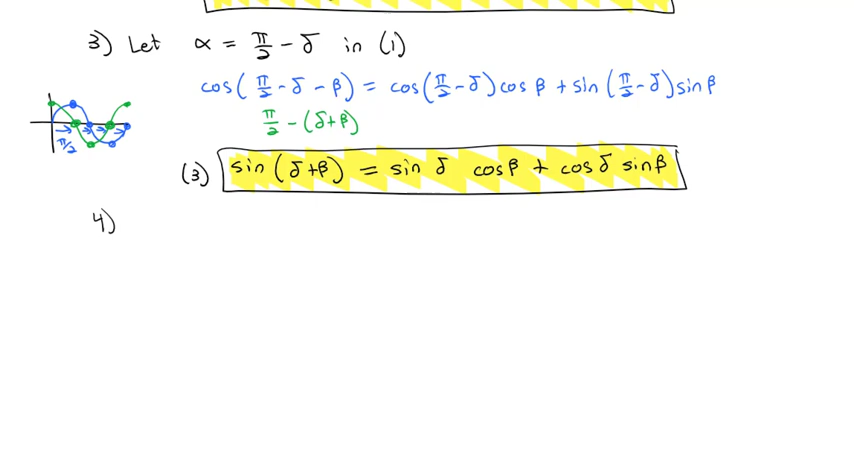 3) Let α = π/2 - δ in (1)
cos(π/2 - δ - β) = cos(π/2 - δ) cos β + sin(π/2 - δ) sin β
π/2 - (δ+β)
π/2
(3) sin(δ+β) = sin δ cos β + cos δ sin β
4)